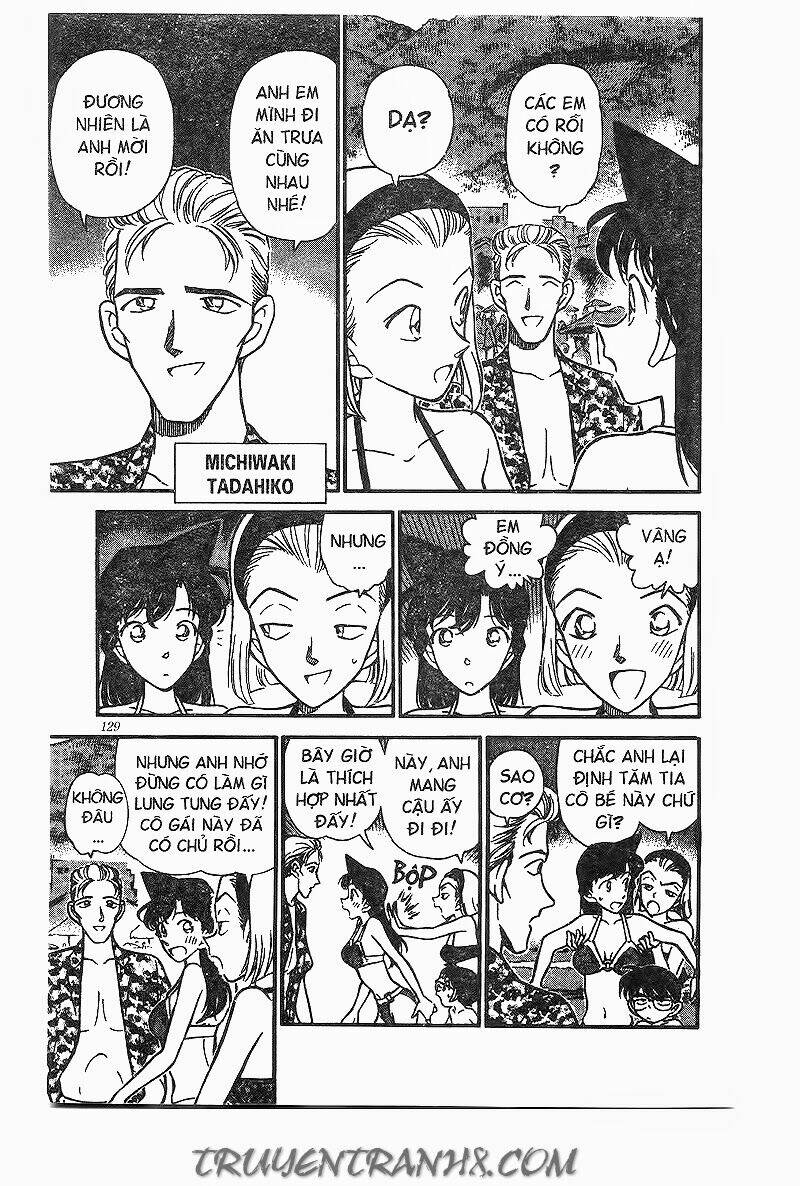 CÁC EM
CÓ RỐI
KHÔNG
?
DẠ?
ANH EM
MÌNH ĐI
ĂN TRƯA
CÙNG
NHAU
NHÉ!
ĐƯƠNG
NHIÊN LÀ
ANH MỜI
RỒI!
MICHIWAKI
TADAHIKO
VÂNG
Ạ!
EM
ĐỒNG
Ý...
NHƯNG
...
129
CHẮC ANH LẠI
ĐỊNH TĂM TIA
CÔ BÉ NÀY CHỨ
GÌ?
SAO
CƠ?
NÀY, ANH
MANG
CẬU ẤY
ĐI ĐI!
BÂY GIỜ
LÀ THÍCH
HỢP NHẤT
ĐẤY!
BỘP
NHƯNG ANH NHỚ
ĐỪNG CÓ LÀM GÌ
LUNG TUNG ĐẤY!
CÔ GÁI NÀY ĐÃ
CÓ CHỦ RỒI...
KHÔNG
ĐÂU
...
TRUYENTRANH8.COM